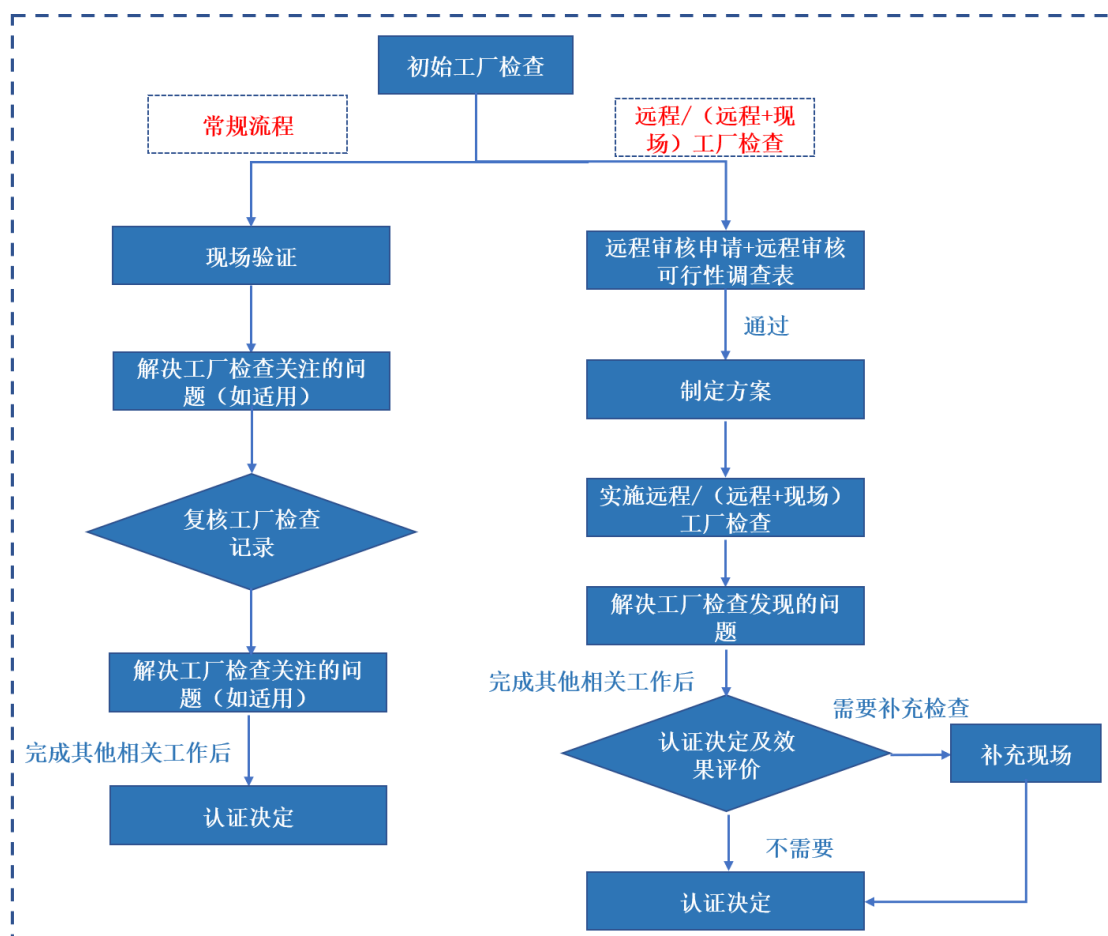 初始工厂检查
常规流程
远程/（远程+现
场）工厂检查
现场验证
解决工厂检查关注的问
题（如适用）
复核工厂检查
记录
解决工厂检查关注的问
题（如适用）
完成其他相关工作后
认证决定
远程审核申请+远程审核
可行性调查表
通过
制定方案
实施远程/（远程+现场）
工厂检查
解决工厂检查发现的问
题
完成其他相关工作后
认证决定及效
果评价
需要补充检查
补充现场
不需要
认证决定